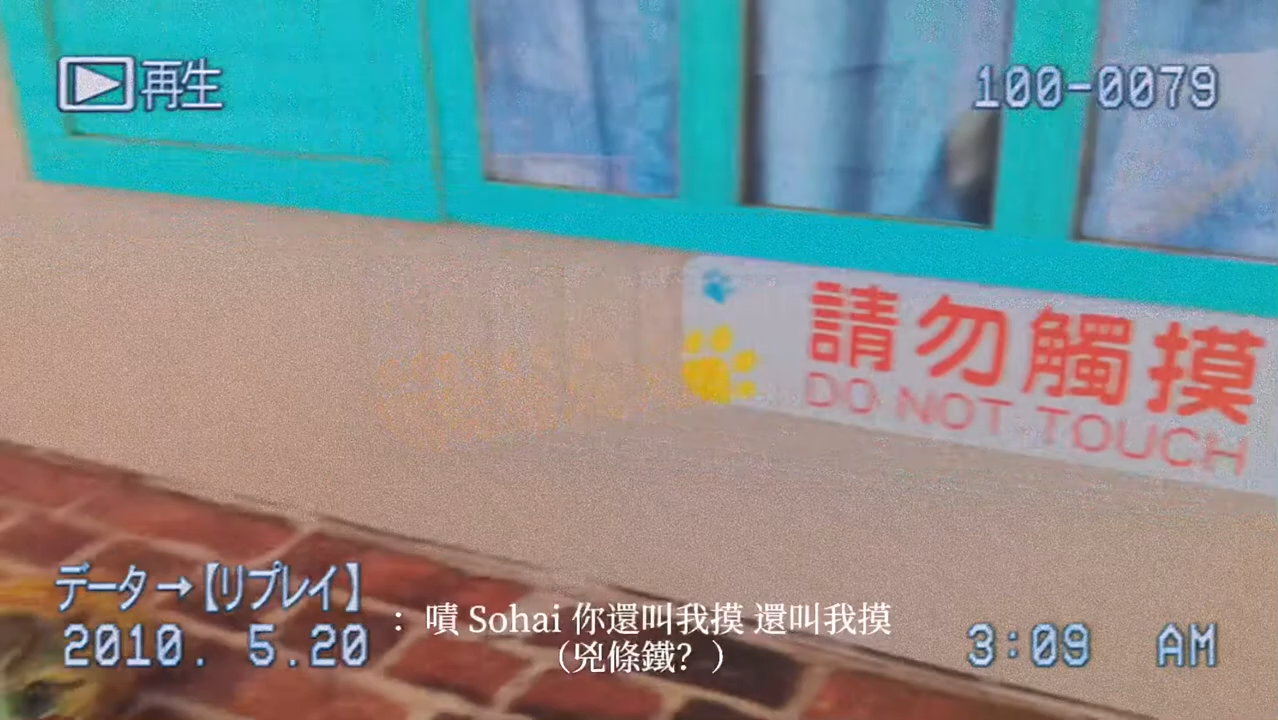 再生
100-0079
請勿觸摸
DO NOT TOUCH
データ→【リプレイ】
2010. 5.20
：嘖 Sohai 你還叫我摸 還叫我摸
（兇條鐵？）
3:09 AM